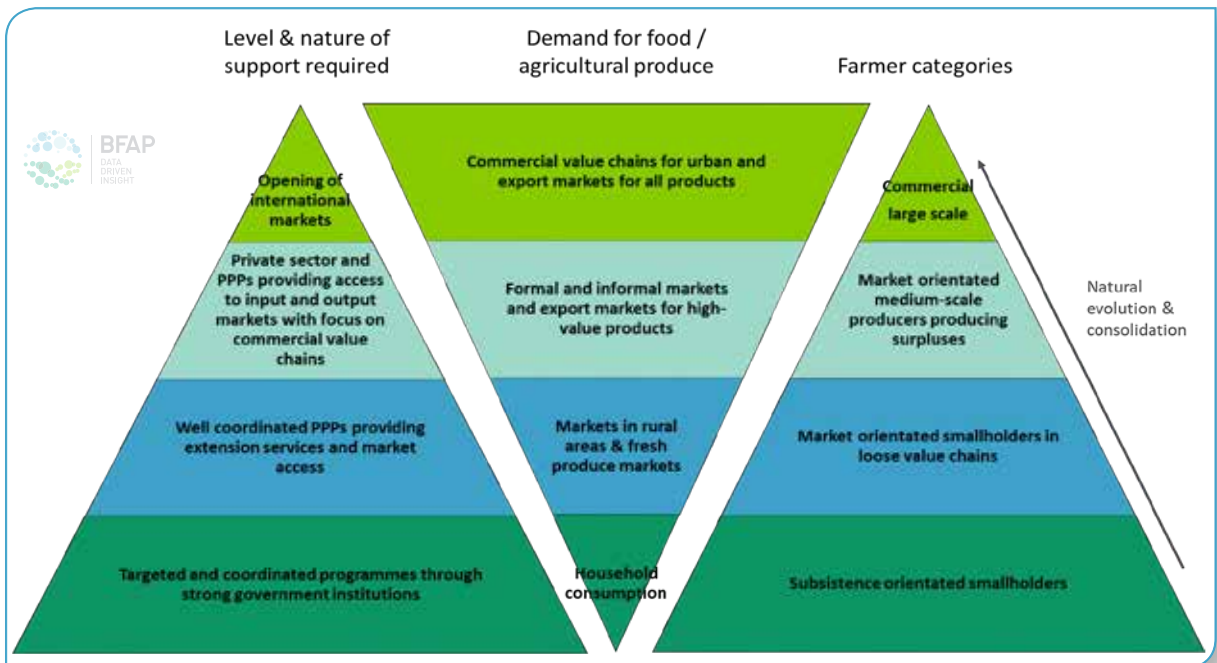 Level & nature of
support required
Demand for food /
agricultural produce
Farmer categories
BFAP
DATA
DRIVEN
INSIGHT
Opening of
international
markets
Commercial value chains for urban and
export markets for all products
Commercial
large scale
Private sector and
PPPs providing access
to input and output
markets with focus on
commercial value
chains
Formal and informal markets
and export markets for high-
value products
Market orientated
medium-scale
producers producing
surpluses
Natural
evolution &
consolidation
Well coordinated PPPs providing
extension services and market
access
Markets in rural
areas & fresh
produce markets
Market orientated smallholders in
loose value chains
Targeted and coordinated programmes through
strong government institutions
Household
consumption
Subsistence orientated smallholders